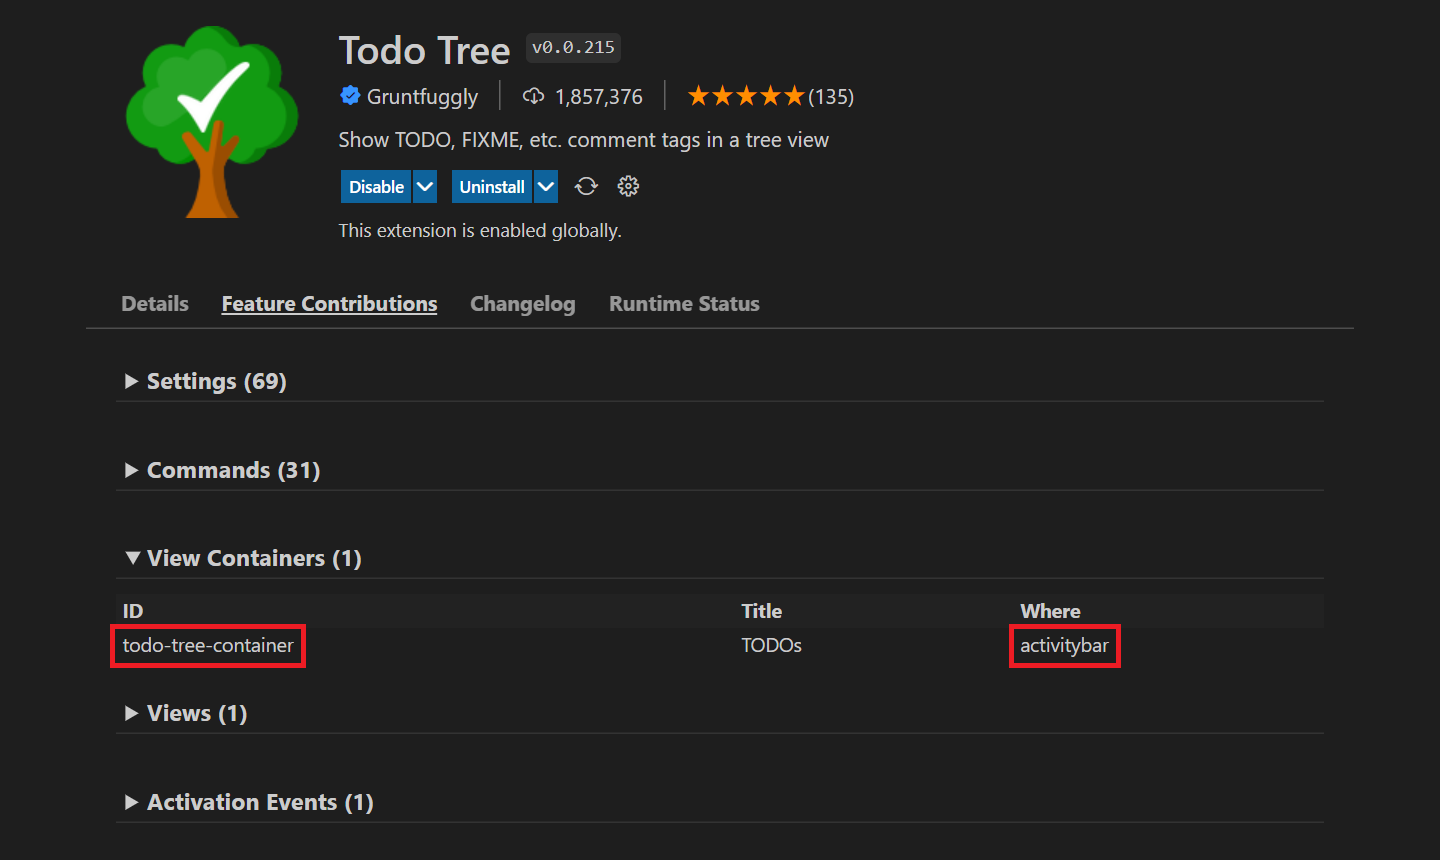 Todo Tree v0.0.215
Gruntfuggly 1,857,376 (135)
Show TODO, FIXME, etc. comment tags in a tree view
Disable Uninstall
This extension is enabled globally.
Details Feature Contributions Changelog Runtime Status
Settings (69)
Commands (31)
View Containers (1)
ID Title Where
todo-tree-container TODOs activitybar
Views (1)
Activation Events (1)